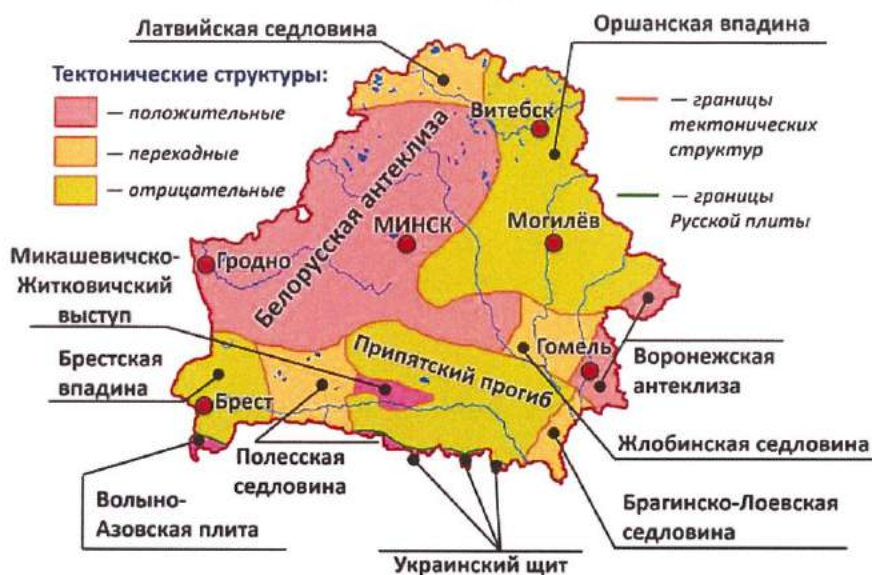 Латвийская седловина
Оршанская впадина
Тектонические структуры:
— положительные
— переходные
— отрицательные
— границы
тектонических
структур
— границы
Русской плиты
Витебск
Могилёв
МИНСК
Гродно
Белорусская антеклиза
Микашевичско-
Житковичский
выступ
Брестская
впадина
Брест
Припятский прогиб
Гомель
Воронежская
антеклиза
Жлобинская седловина
Полесская
седловина
Волыно-
Азовская плита
Брагинско-Лоевская
седловина
Украинский щит